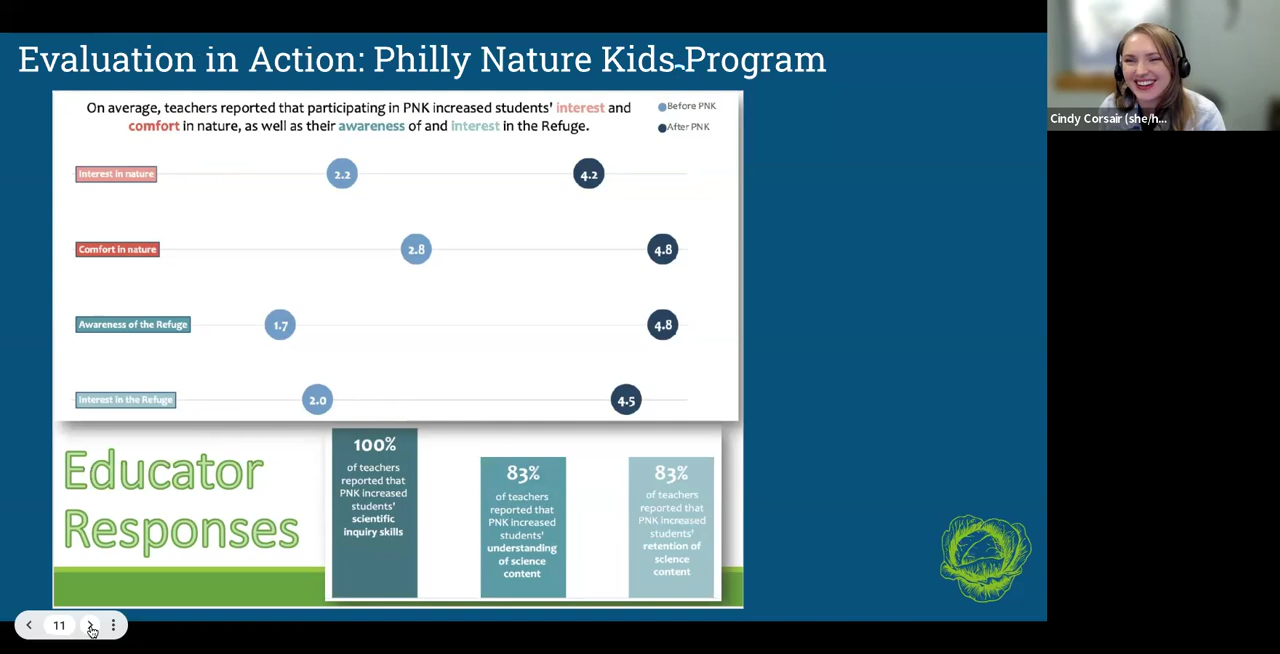 Evaluation in Action: Philly Nature Kids Program
On average, teachers reported that participating in PNK increased students' interest and
comfort in nature, as well as their awareness of and interest in the Refuge.
Before PNK
After PNK
Interest in nature
2.2
4.2
Comfort in nature
2.8
4.8
Awareness of the Refuge
1.7
4.8
Interest in the Refuge
2.0
4.5
Educator
Responses
100%
of teachers
reported that
PNK increased
students'
scientific
inquiry skills
83%
of teachers
reported that
PNK increased
students'
understanding
of science
content
83%
of teachers
reported that
PNK increased
students'
retention of
science
content
Cindy Corsair (she/h...
11